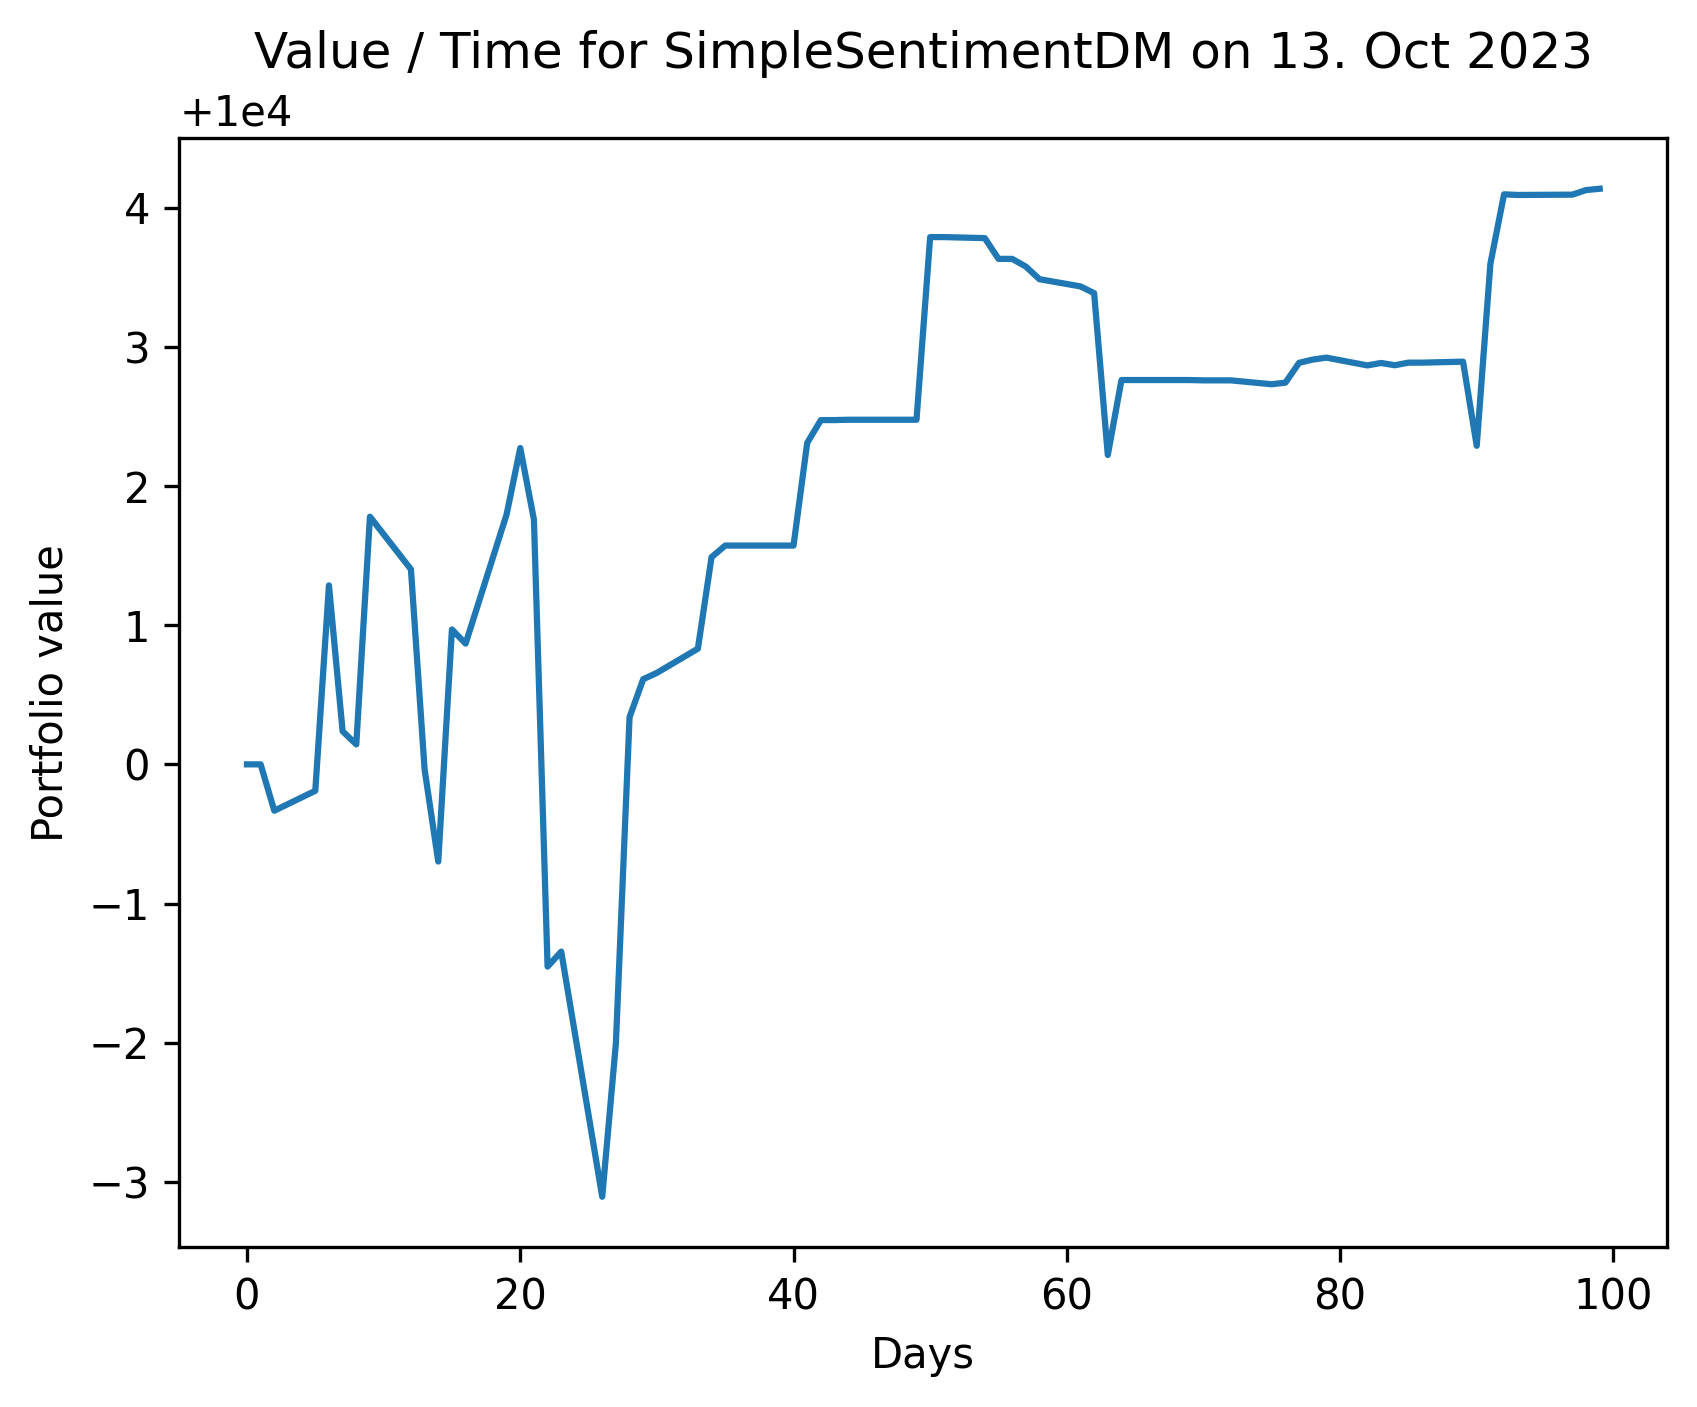 Value / Time for SimpleSentimentDM on 13. Oct 2023
+1e4
4
3
2
1
0
−1
−2
−3
Portfolio value
0 20 40 60 80 100
Days